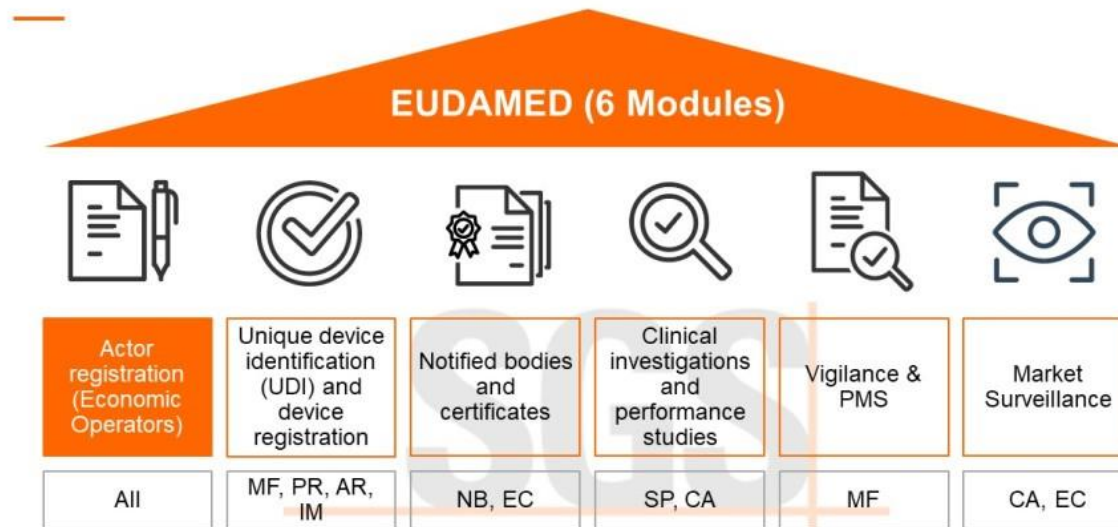 EUDAMED (6 Modules)
Actor
registration
(Economic
Operators)
Unique device
identification
(UDI) and
device
registration
Notified bodies
and
certificates
Clinical
investigations
and
performance
studies
Vigilance &
PMS
Market
Surveillance
All
MF, PR, AR,
IM
NB, EC
SP, CA
MF
CA, EC
SGS